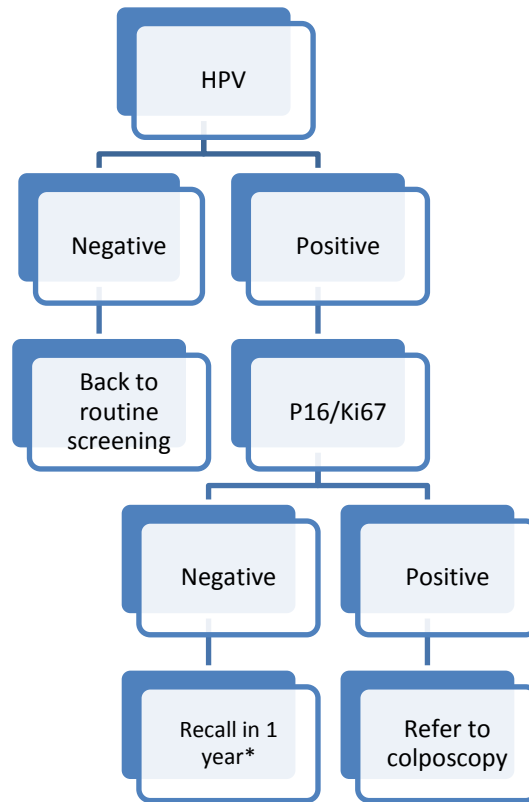 HPV
Negative
Positive
Back to
routine
screening
P16/Ki67
Negative
Positive
Recall in 1
year*
Refer to
colposcopy